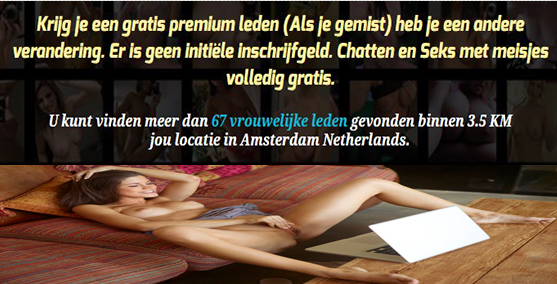 Krijg je een gratis premium leden (Als je gemist) heb je een andere
verandering. Er is geen initiële inschrijfgeld. Chatten en Seks met meisjes
volledig gratis.
U kunt vinden meer dan 67 vrouwelijke leden gevonden binnen 3.5 KM
jou locatie in Amsterdam Netherlands.